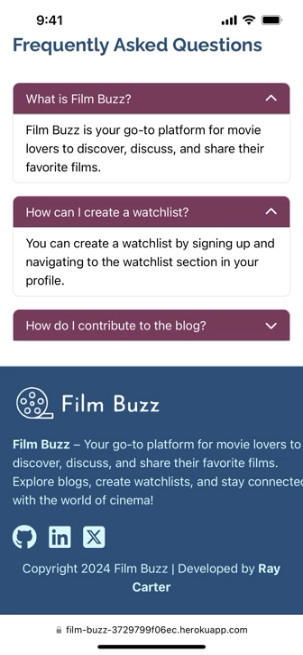 9:41
Frequently Asked Questions
What is Film Buzz?
Film Buzz is your go-to platform for movie
lovers to discover, discuss, and share their
favorite films.
How can I create a watchlist?
You can create a watchlist by signing up and
navigating to the watchlist section in your
profile.
How do I contribute to the blog?
Film Buzz
Film Buzz – Your go-to platform for movie lovers to
discover, discuss, and share their favorite films.
Explore blogs, create watchlists, and stay connected
with the world of cinema!
in
X
Copyright 2024 Film Buzz | Developed by Ray
Carter
film-buzz-3729799f06ec.herokuapp.com